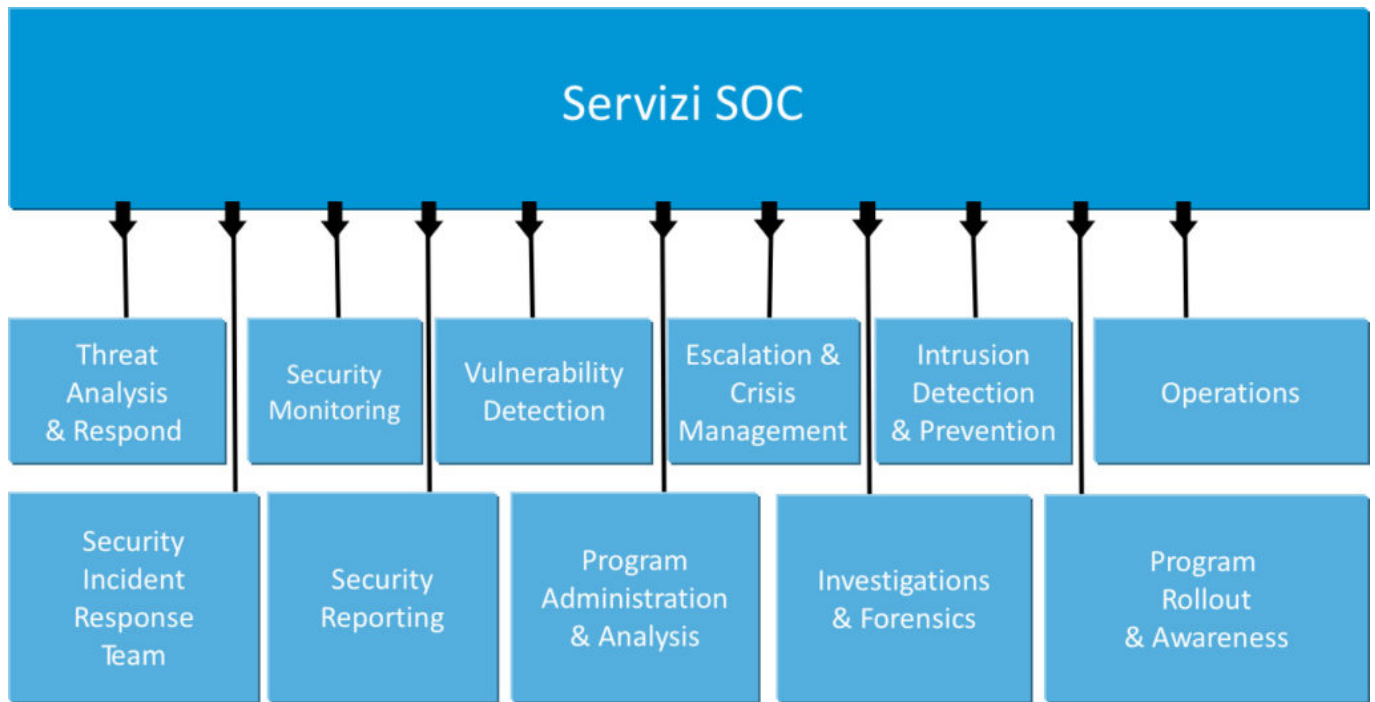 Servizi SOC
Threat
Analysis
& Respond
Security
Monitoring
Vulnerability
Detection
Escalation &
Crisis
Management
Intrusion
Detection
& Prevention
Operations
Security
Incident
Response
Team
Security
Reporting
Program
Administration
& Analysis
Investigations
& Forensics
Program
Rollout
& Awareness